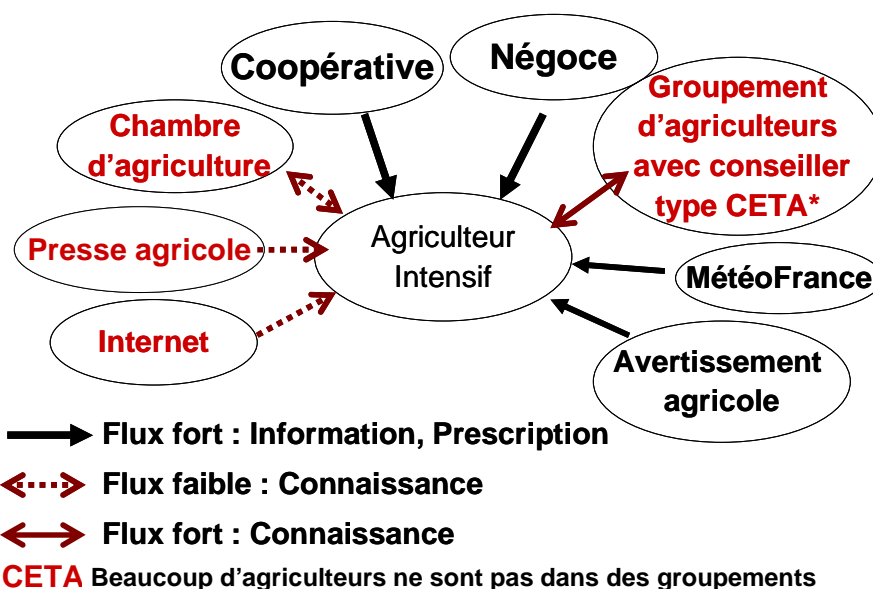 Coopérative
Négoce
Groupement
d’agriculteurs
avec conseiller
type CETA*
Chambre
d’agriculture
Presse agricole
Agriculteur
Intensif
MétéoFrance
Internet
Avertissement
agricole
Flux fort : Information, Prescription
Flux faible : Connaissance
Flux fort : Connaissance
CETA Beaucoup d’agriculteurs ne sont pas dans des groupements